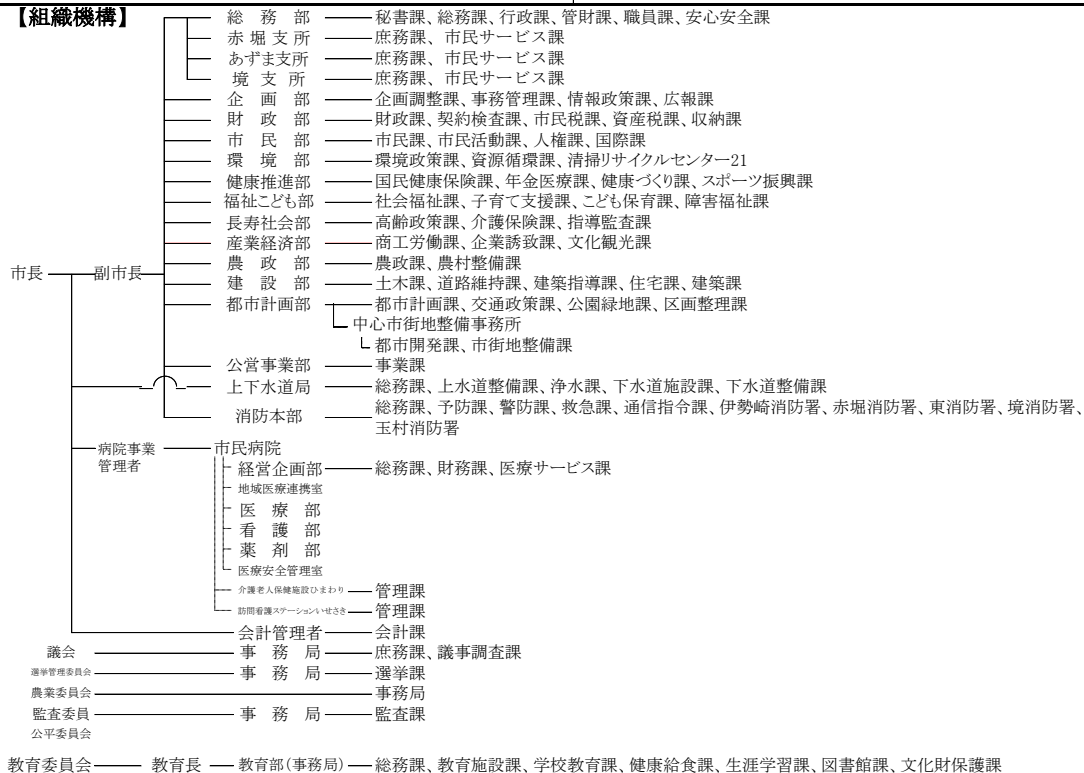 【組織機構】
総務部 秘書課、総務課、行政課、管財課、職員課、安心安全課
赤堀支所 庶務課、市民サービス課
あずま支所 庶務課、市民サービス課
境支所 庶務課、市民サービス課
企画部 企画調整課、事務管理課、情報政策課、広報課
財政部 財政課、契約検査課、市民税課、資産税課、収納課
市民部 市民課、市民活動課、人権課、国際課
環境部 環境政策課、資源循環課、清掃リサイクルセンター21
健康推進部 国民健康保険課、年金医療課、健康づくり課、スポーツ振興課
福祉こども部 社会福祉課、子育て支援課、こども保育課、障害福祉課
長寿社会部 高齢政策課、介護保険課、指導監査課
産業経済部 商工労働課、企業誘致課、文化観光課
市長 副市長 農政部 農政課、農村整備課
建設部 土木課、道路維持課、建築指導課、住宅課、建築課
都市計画部 都市計画課、交通政策課、公園緑地課、区画整理課
中心市街地整備事務所
都市開発課、市街地整備課
公営事業部 事業課
上下水道局 総務課、上水道整備課、浄水課、下水道施設課、下水道整備課
消防本部 総務課、予防課、警防課、救急課、通信指令課、伊勢崎消防署、赤堀消防署、東消防署、境消防署、
玉村消防署
病院事業 市民病院
管理者 経営企画部 総務課、財務課、医療サービス課
地域医療連携室
医療部
看護部
薬剤部
医療安全管理室
介護老人保健施設ひまわり 管理課
訪問看護ステーションいせさき 管理課
会計管理者 会計課
議会 事務局 庶務課、議事調査課
選挙管理委員会 事務局 選挙課
農業委員会 事務局
監査委員 事務局 監査課
公平委員会
教育委員会 教育長 教育部(事務局) 総務課、教育施設課、学校教育課、健康給食課、生涯学習課、図書館課、文化財保護課